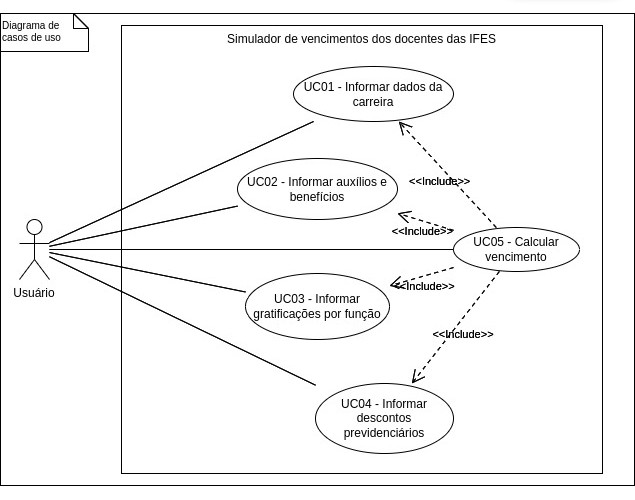 Diagrama de
casos de uso
Simulador de vencimentos dos docentes das IFES
UC01 - Informar dados da
carreira
<<Include>>
UC02 - Informar auxílios e
benefícios
<<Include>>
UC05 - Calcular
vencimento
Usuário
<<Include>>
UC03 - Informar
gratificações por função
<<Include>>
UC04 - Informar
descontos
previdenciários